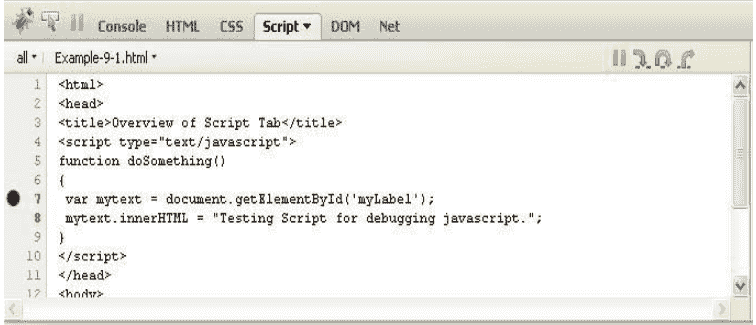 Console HTML CSS Script ▾ DOM Net
all ▾ Example-9-1.html ▾
1 <html>
2 <head>
3 <title>Overview of Script Tab</title>
4 <script type="text/javascript">
5 function doSomething()
6 {
7 var mytext = document.getElementById('myLabel');
8 mytext.innerHTML = "Testing Script for debugging javascript.";
9 }
10 </script>
11 </head>
12 <body>